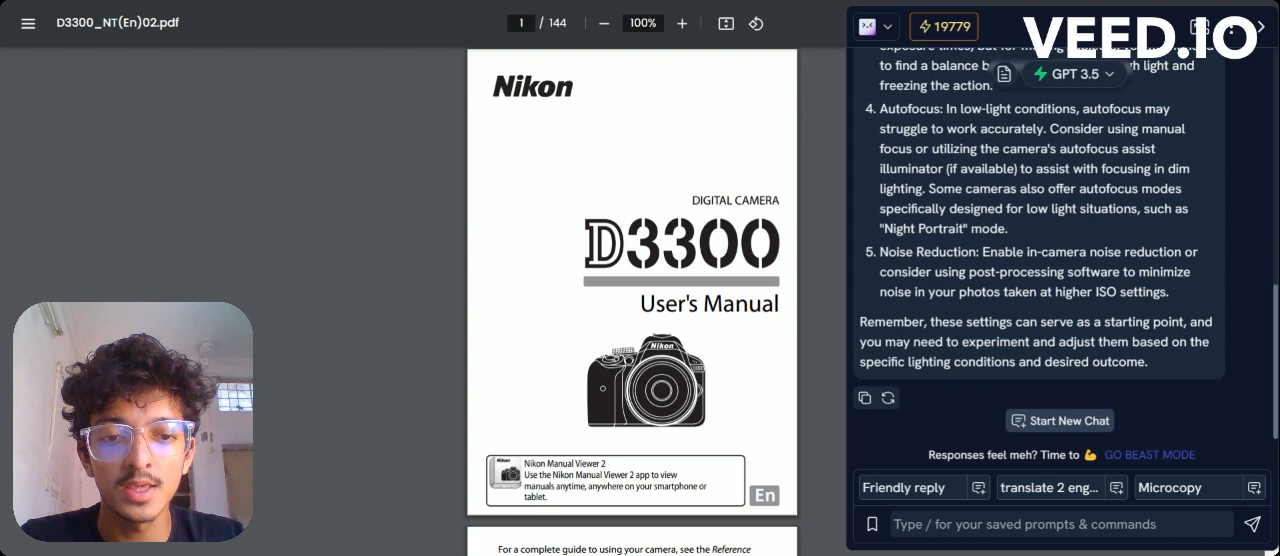 D3300_NT(En)02.pdf
1 / 144
100%
19779
VEED.IO
to find a balance b
h light and
freezing the action.
GPT 3.5
4. Autofocus: In low-light conditions, autofocus may
struggle to work accurately. Consider using manual
focus or utilizing the camera's autofocus assist
illuminator (if available) to assist with focusing in dim
lighting. Some cameras also offer autofocus modes
specifically designed for low light situations, such as
"Night Portrait" mode.
5. Noise Reduction: Enable in-camera noise reduction or
consider using post-processing software to minimize
noise in your photos taken at higher ISO settings.
Remember, these settings can serve as a starting point, and
you may need to experiment and adjust them based on the
specific lighting conditions and desired outcome.
Start New Chat
Responses feel meh? Time to 💪 GO BEAST MODE
Friendly reply
translate 2 eng...
Microcopy
Type / for your saved prompts & commands
Nikon
DIGITAL CAMERA
D3300
User's Manual
Nikon
Nikon Manual Viewer 2
Use the Nikon Manual Viewer 2 app to view
manuals anytime, anywhere on your smartphone or
tablet.
En
For a complete guide to using your camera, see the Reference